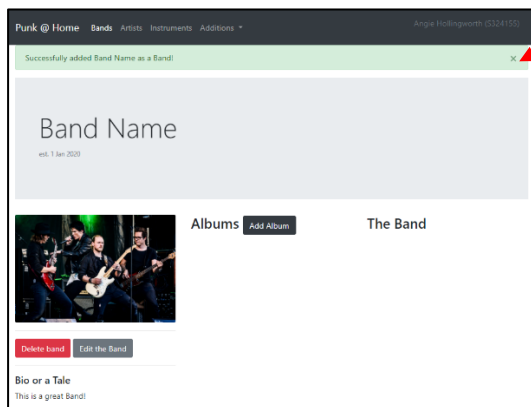 Punk @ Home Bands Artists Instruments Additions Angie Hollingworth (S324155)
Successfully added Band Name as a Band! ×
Band Name
est. 1 Jan 2020
Albums Add Album The Band
Delete band Edit the Band
Bio or a Tale
This is a great Band!